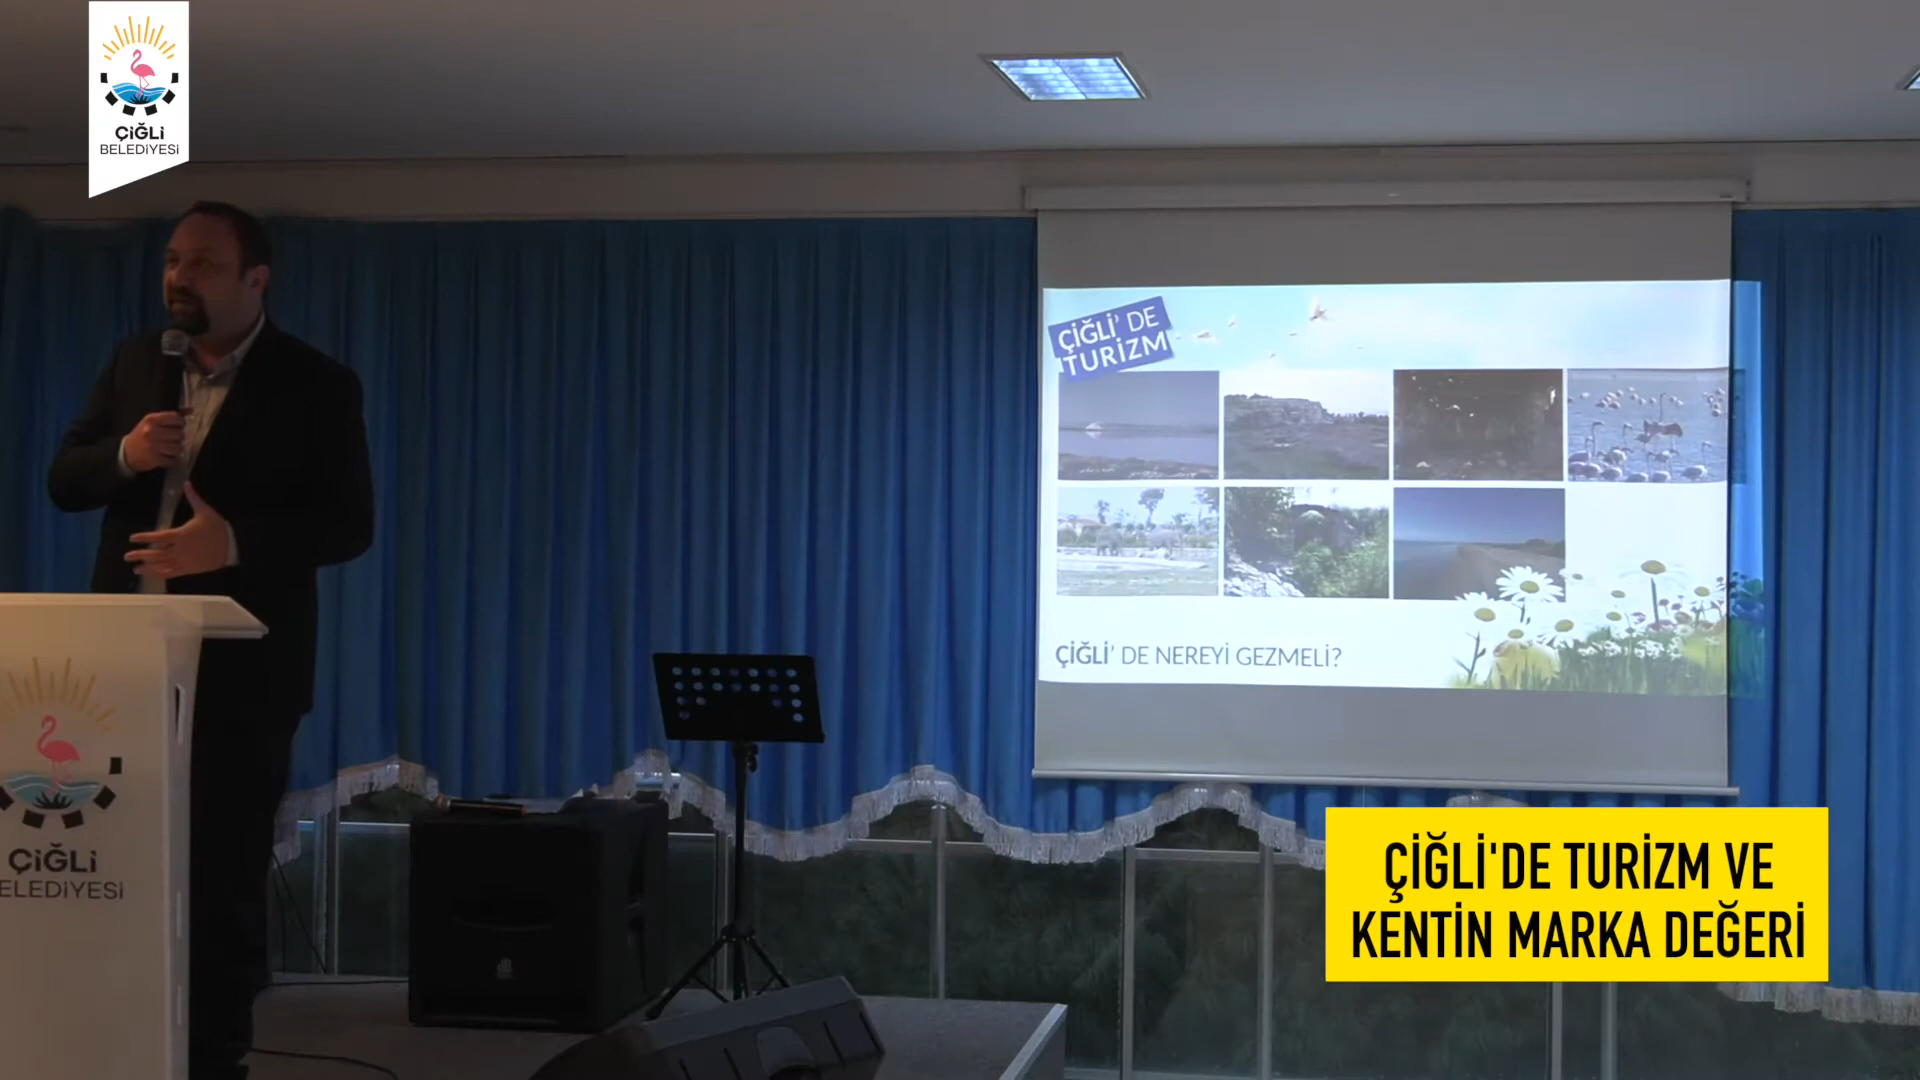 ÇİĞLİ
BELEDİYESİ
ÇİĞLİ' DE
TURİZM
ÇİĞLİ' DE NEREYİ GEZMELİ?
ÇİĞLİ
ELEDİYESİ
ÇİĞLİ'DE TURİZM VE
KENTİN MARKA DEĞERİ